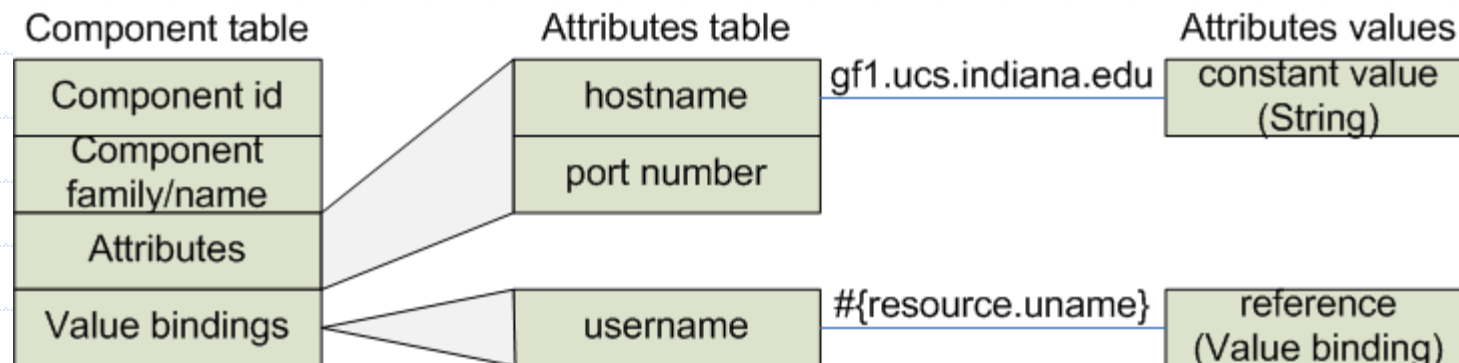 Component table
Attributes table
Attributes values
Component id
hostname
gf1.ucs.indiana.edu
constant value
(String)
Component
family/name
port number
Attributes
Value bindings
username
#{resource.uname}
reference
(Value binding)